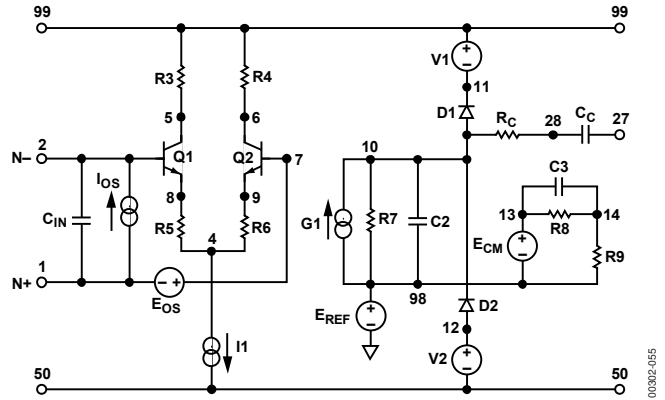 99
99
R3
R4
V1
11
5
6
D1
RC
28
CC
27
N–
2
Q1
Q2
7
10
IOS
C3
8
9
CIN
R5
R6
G1
R7
C2
13
R8
14
4
ECM
R9
N+
1
EOS
98
D2
EREF
12
I1
V2
50
50
00302-055